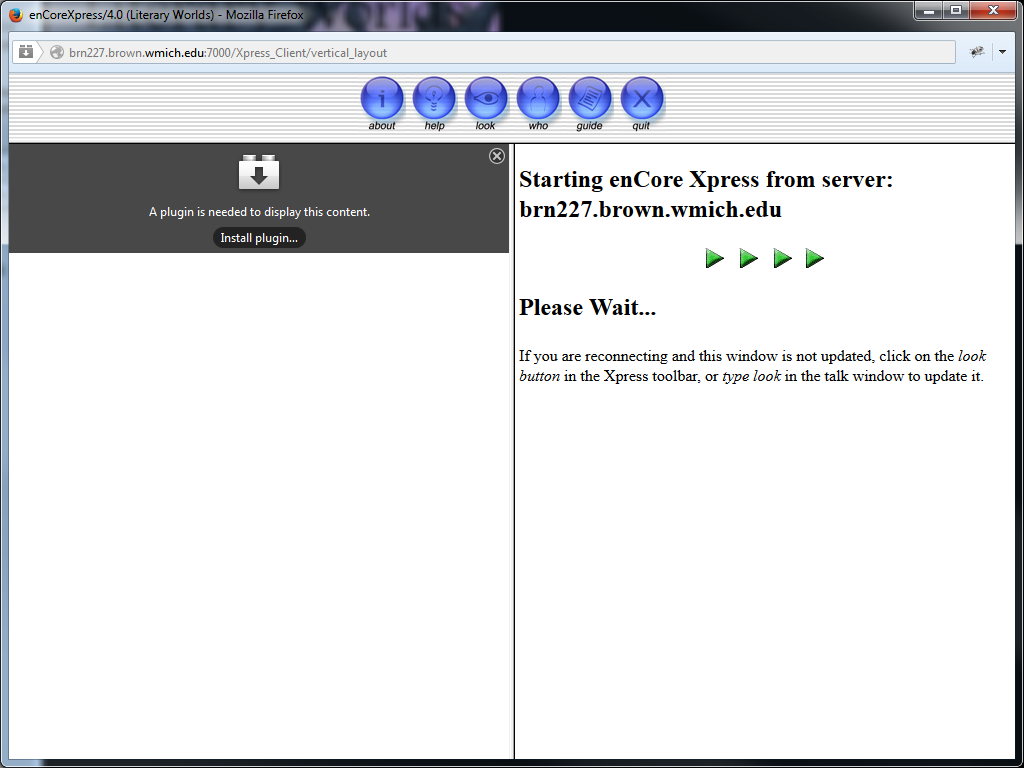 enCoreXpress/4.0 (Literary Worlds) - Mozilla Firefox
brn227.brown.wmich.edu:7000/Xpress_Client/vertical_layout
about help look who guide quit
A plugin is needed to display this content.
Install plugin...
Starting enCore Xpress from server:
brn227.brown.wmich.edu
Please Wait...
If you are reconnecting and this window is not updated, click on the look
button in the Xpress toolbar, or type look in the talk window to update it.